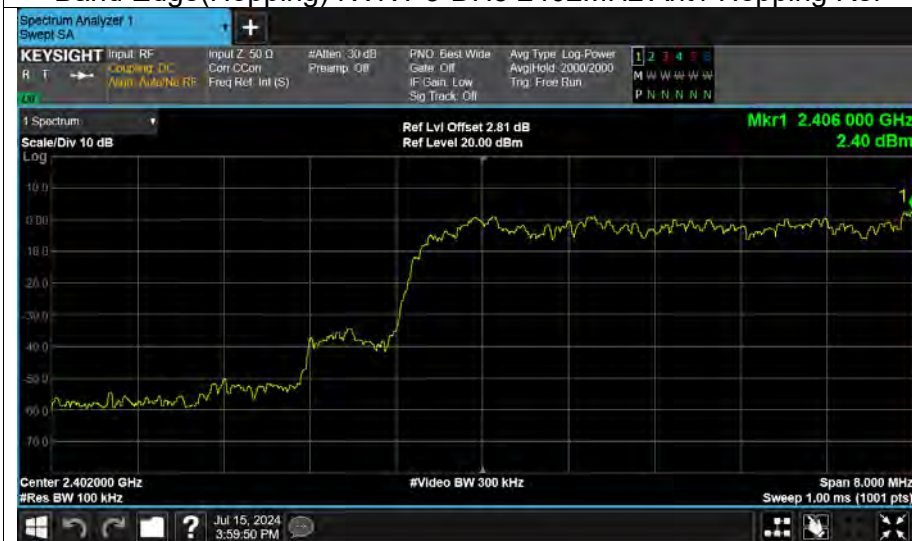 Spectrum Analyzer 1
Swept SA
KEYSIGHT Input: RF Input Z: 50 Ω #Atten: 30 dB PNO: Best Wide Avg Type: Log-Power 1 2 3 4 5 6
R T Coupling: DC Corr CCorr Preamp: Off Gate: Off Avg|Hold: 2000/2000 M W W W W W
Align: Auto/No RF Freq Ref: Int (S) IF Gain: Low Trig: Free Run
Sig Track: Off P N N N N N
1 Spectrum Ref Lvl Offset 2.81 dB Mkr1 2.406 000 GHz
Scale/Div 10 dB Ref Level 20.00 dBm 2.40 dBm
Log
10.0
0.00
-10.0
-20.0
-30.0
-40.0
-50.0
-60.0
-70.0
1
Center 2.402000 GHz #Video BW 300 kHz Span 8.000 MHz
#Res BW 100 kHz Sweep 1.00 ms (1001 pts)
? Jul 15, 2024
3:59:50 PM